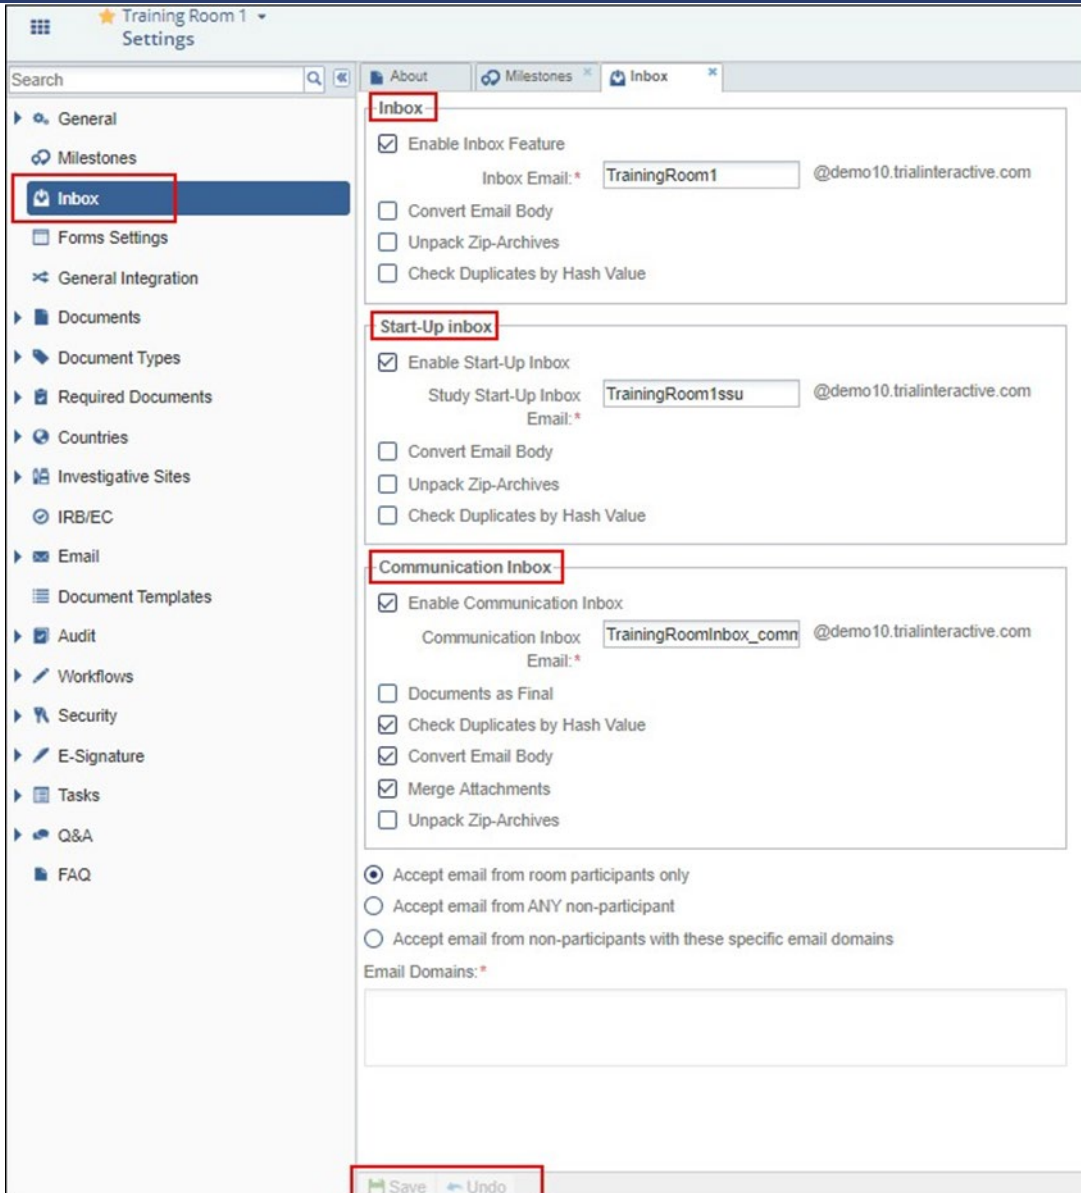 Training Room 1
Settings
Search
General
Milestones
Inbox
Forms Settings
General Integration
Documents
Document Types
Required Documents
Countries
Investigative Sites
IRB/EC
Email
Document Templates
Audit
Workflows
Security
E-Signature
Tasks
Q&A
FAQ
About Milestones Inbox
Inbox
Enable Inbox Feature
Inbox Email:* TrainingRoom1 @demo10.trialinteractive.com
Convert Email Body
Unpack Zip-Archives
Check Duplicates by Hash Value
Start-Up inbox
Enable Start-Up Inbox
Study Start-Up Inbox TrainingRoom1ssu @demo10.trialinteractive.com
Email:*
Convert Email Body
Unpack Zip-Archives
Check Duplicates by Hash Value
Communication Inbox
Enable Communication Inbox
Communication Inbox TrainingRoomInbox_comm @demo10.trialinteractive.com
Email:*
Documents as Final
Check Duplicates by Hash Value
Convert Email Body
Merge Attachments
Unpack Zip-Archives
Accept email from room participants only
Accept email from ANY non-participant
Accept email from non-participants with these specific email domains
Email Domains:*
Save Undo